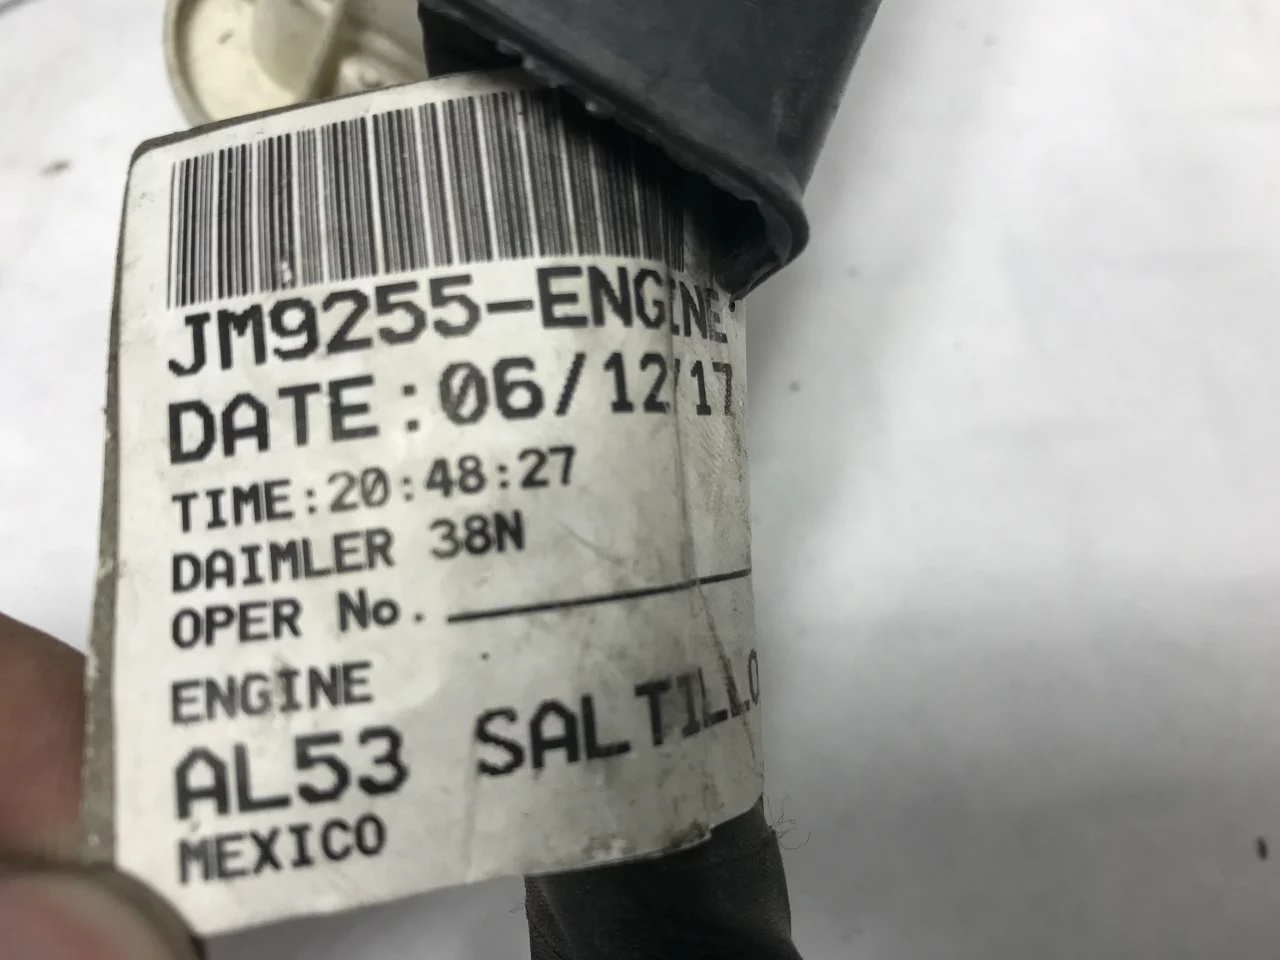 JM9255-ENGINE
DATE:06/12/17
TIME:20:48:27
DAIMLER 38N
OPER No.
ENGINE
AL53 SALTILLO
MEXICO